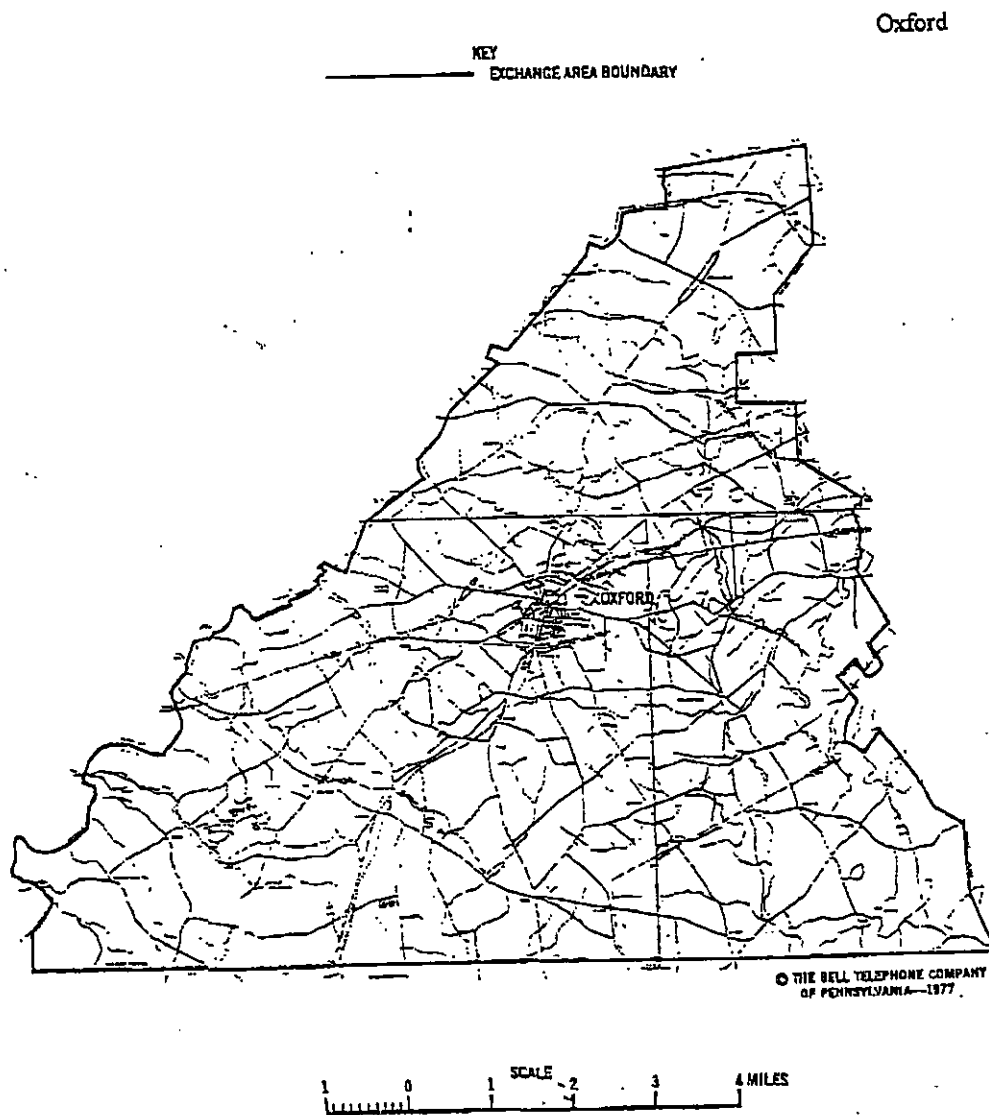 Oxford
KEY
EXCHANGE AREA BOUNDARY
OXFORD
© THE BELL TELEPHONE COMPANY
OF PENNSYLVANIA—1977
SCALE
1 0 1 2 3 4 MILES